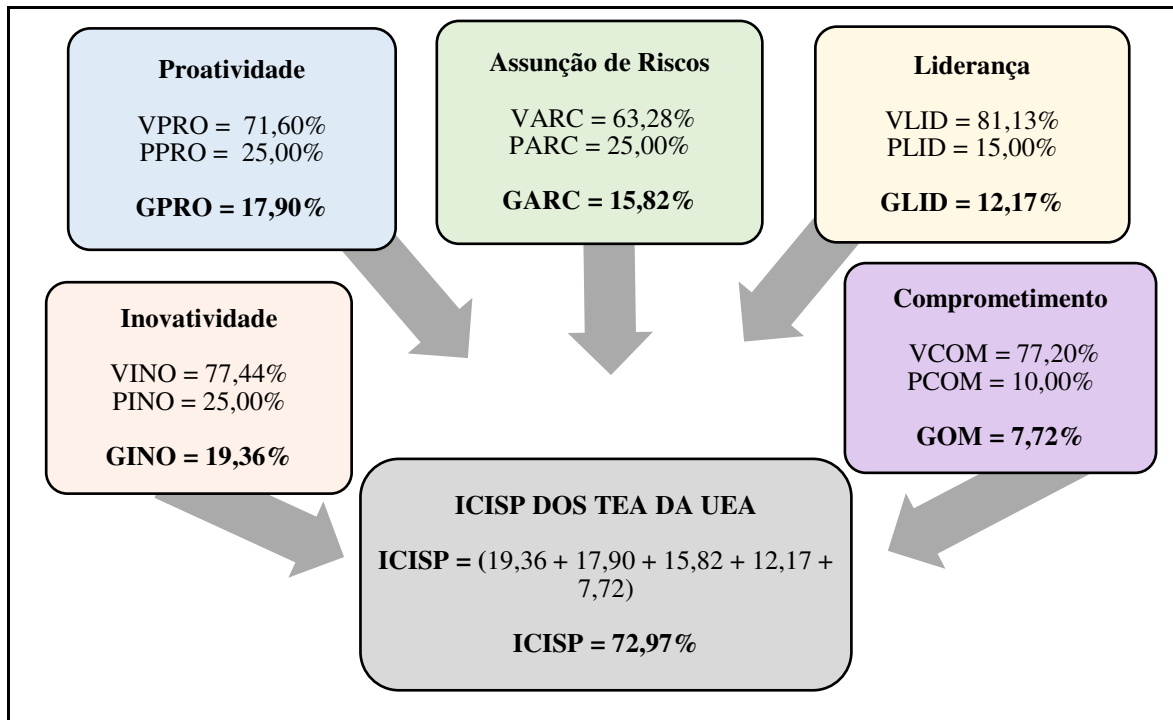 Proatividade
VPRO = 71,60%
PPRO = 25,00%
GPRO = 17,90%
Assunção de Riscos
VARC = 63,28%
PARC = 25,00%
GARC = 15,82%
Liderança
VLID = 81,13%
PLID = 15,00%
GLID = 12,17%
Inovatividade
VINO = 77,44%
PINO = 25,00%
GINO = 19,36%
Comprometimento
VCOM = 77,20%
PCOM = 10,00%
GOM = 7,72%
ICISP DOS TEA DA UEA
ICISP = (19,36 + 17,90 + 15,82 + 12,17 +
7,72)
ICISP = 72,97%